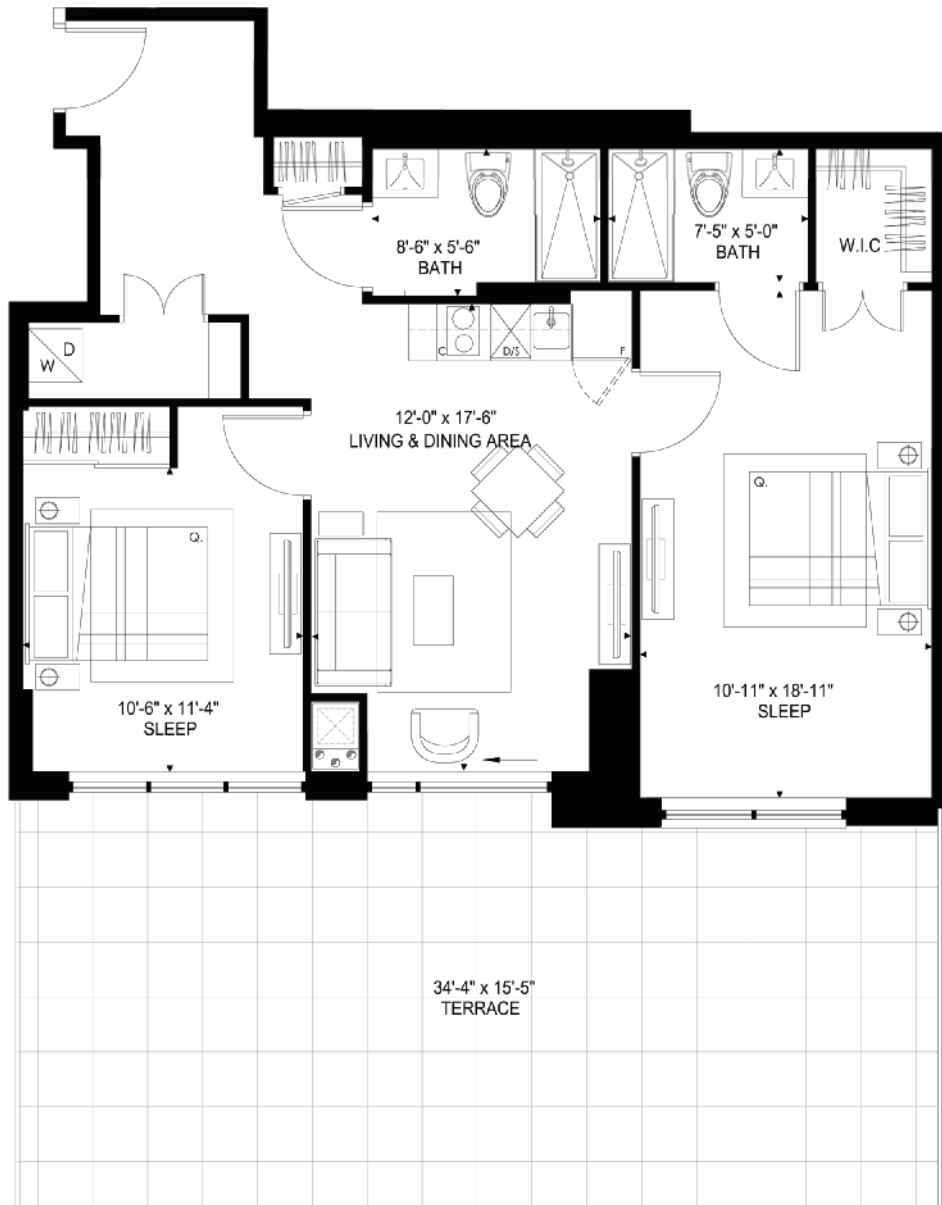 8'-6" x 5'-6"
BATH
7'-5" x 5'-0"
BATH
W.I.C
D
W
C
D/S
F
12'-0" x 17'-6"
LIVING & DINING AREA
Q.
Q.
10'-6" x 11'-4"
SLEEP
10'-11" x 18'-11"
SLEEP
34'-4" x 15'-5"
TERRACE